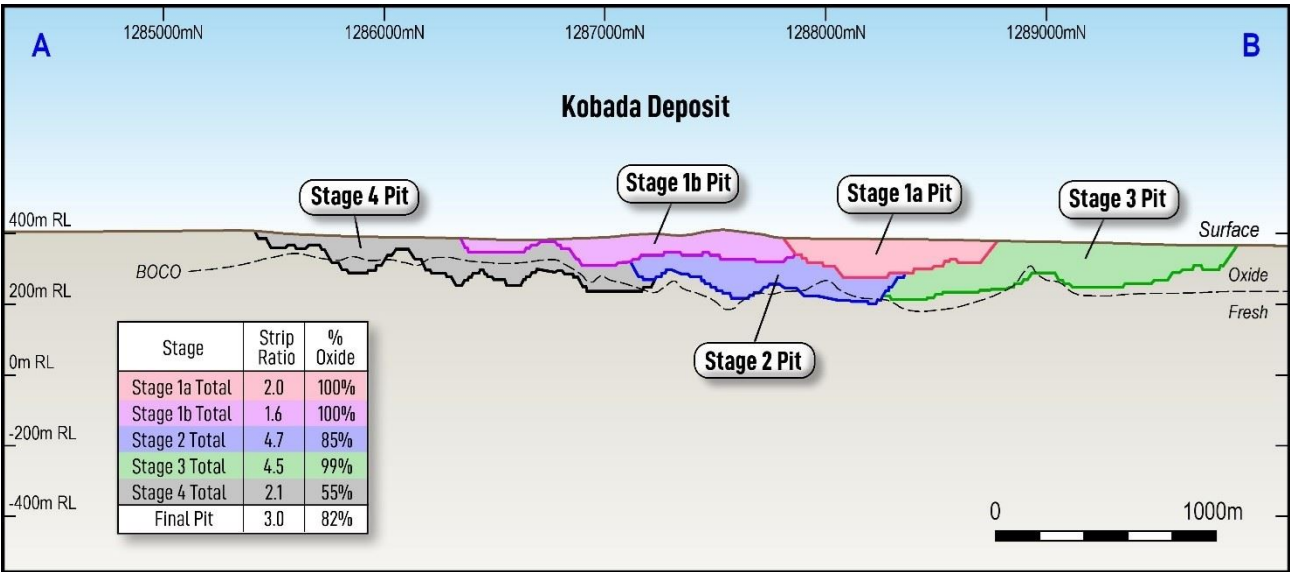 1285000mN 1286000mN 1287000mN 1288000mN 1289000mN
A B
Kobada Deposit
Stage 4 Pit
Stage 1b Pit
Stage 1a Pit
Stage 3 Pit
400m RL
Surface
BOCO
Oxide
200m RL
Fresh
Stage 2 Pit
0m RL
-200m RL
-400m RL
Stage Strip Ratio % Oxide
Stage 1a Total 2.0 100%
Stage 1b Total 1.6 100%
Stage 2 Total 4.7 85%
Stage 3 Total 4.5 99%
Stage 4 Total 2.1 55%
Final Pit 3.0 82%
0 1000m